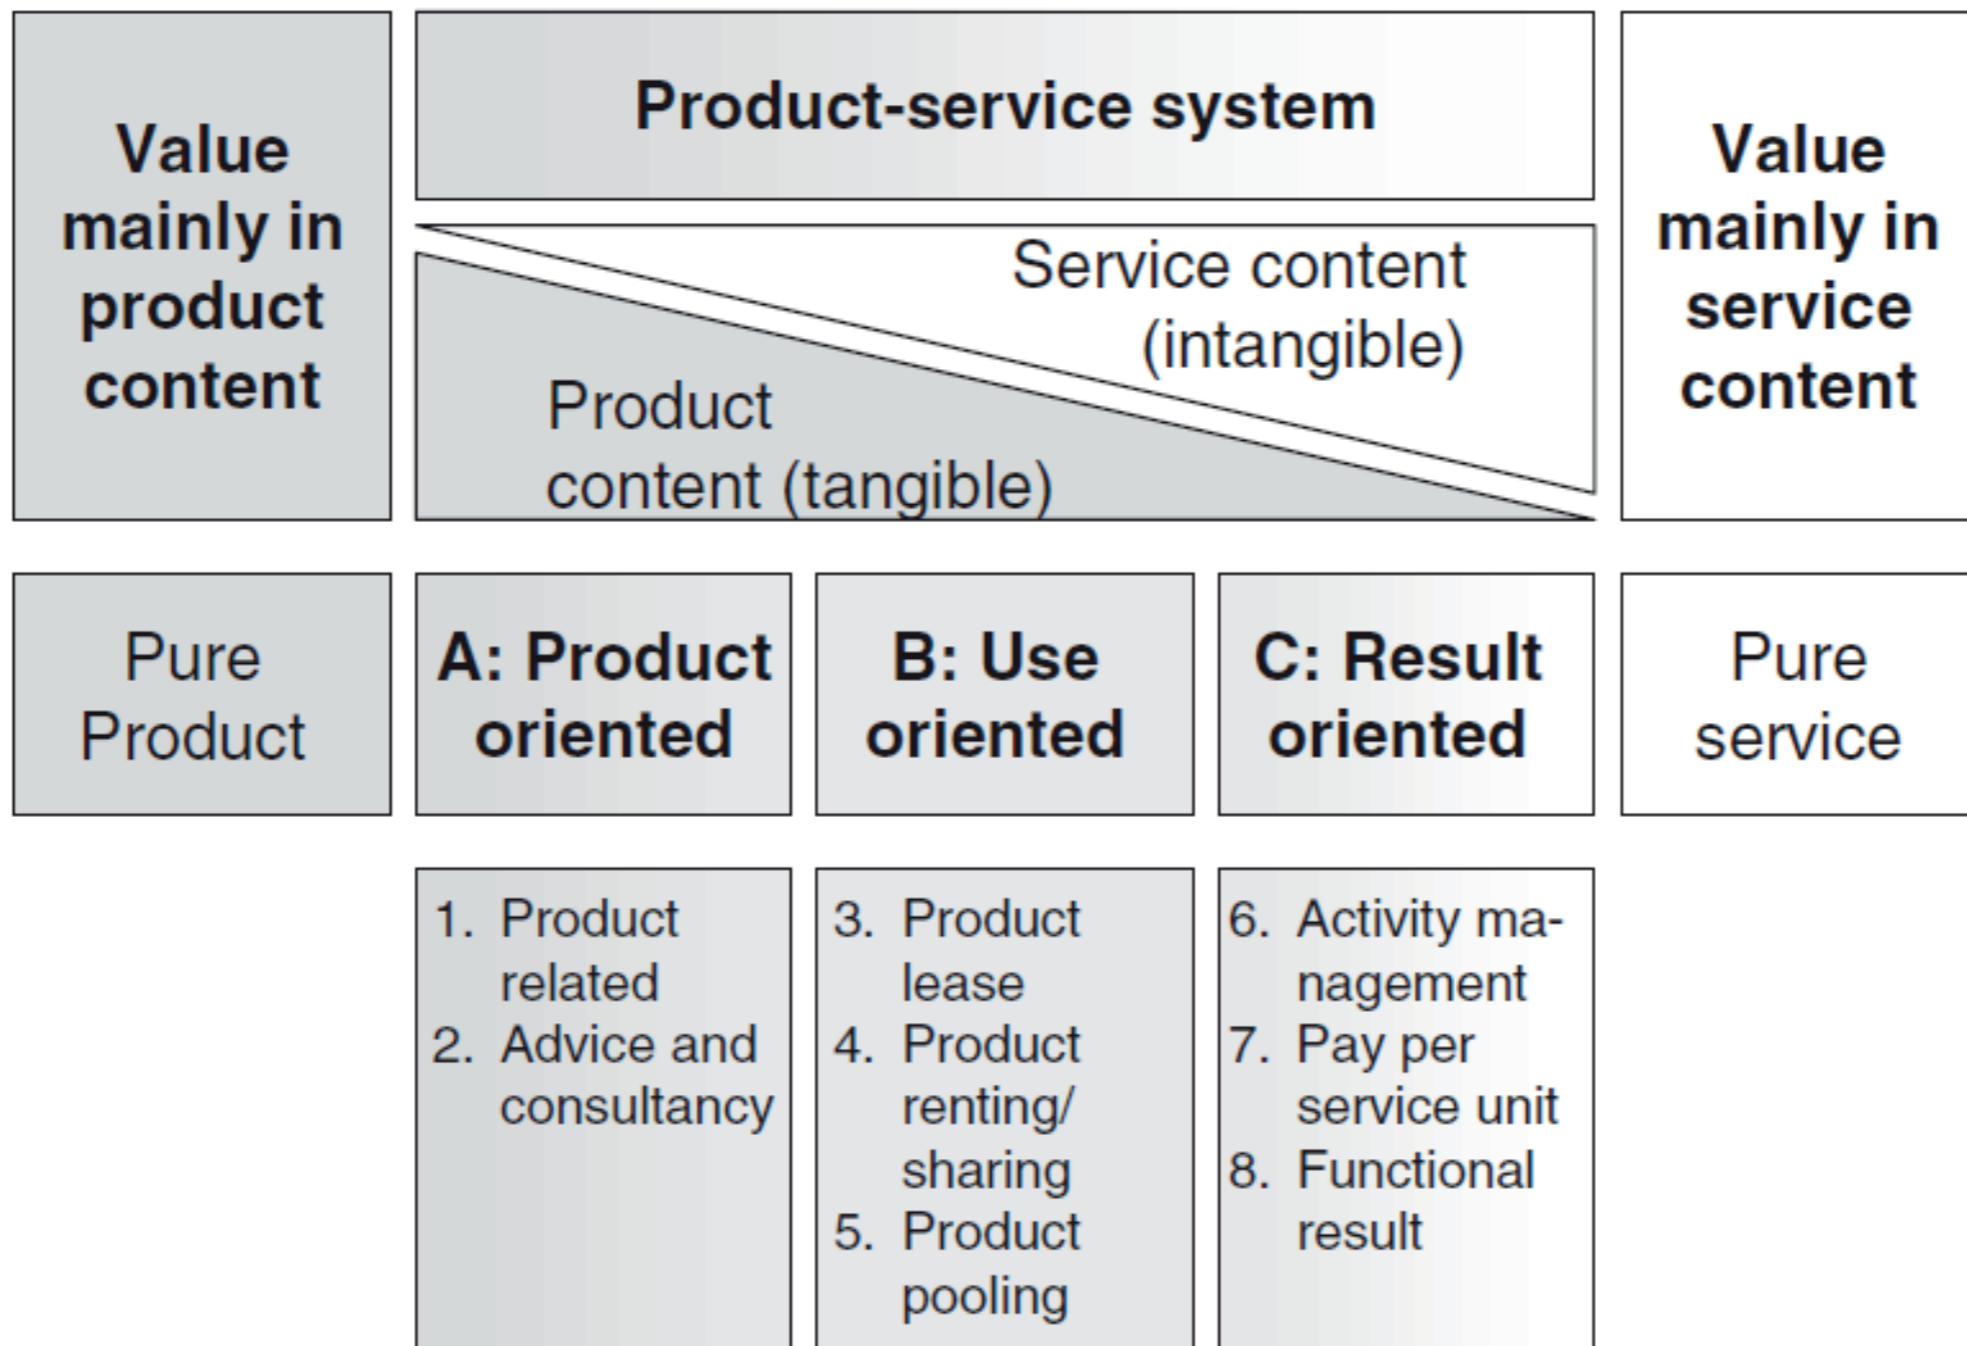 Value
mainly in
product
content
Product-service system
Service content
(intangible)
Product
content (tangible)
Value
mainly in
service
content
Pure
Product
A: Product
oriented
B: Use
oriented
C: Result
oriented
Pure
service
1. Product
related
2. Advice and
consultancy
3. Product
lease
4. Product
renting/
sharing
5. Product
pooling
6. Activity ma-
nagement
7. Pay per
service unit
8. Functional
result